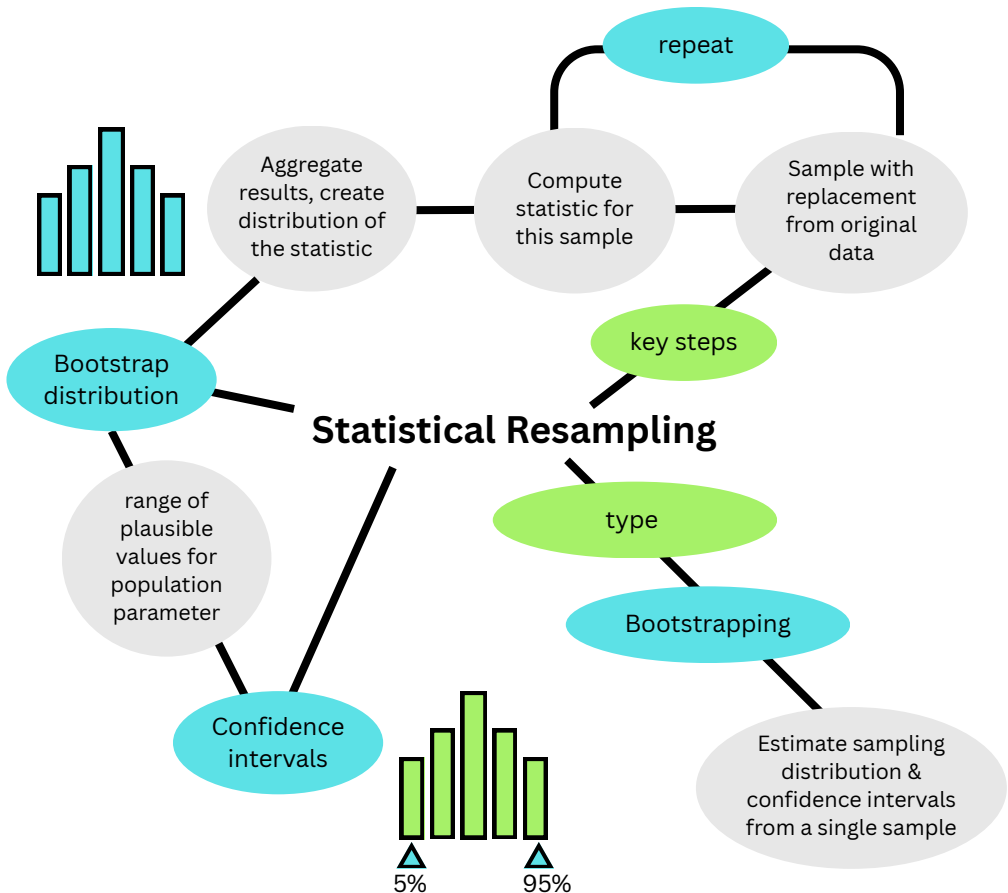 repeat
Aggregate
results, create
distribution of
the statistic
Compute
statistic for
this sample
Sample with
replacement
from original
data
key steps
Bootstrap
distribution
Statistical Resampling
range of
plausible
values for
population
parameter
type
Bootstrapping
Confidence
intervals
Estimate sampling
distribution &
confidence intervals
from a single sample
5%
95%